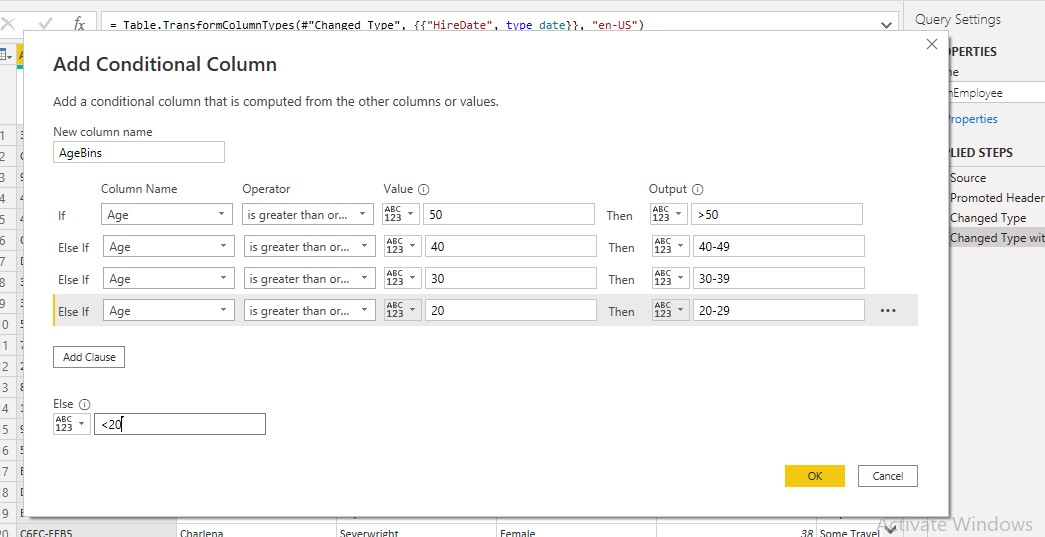 fx = Table.TransformColumnTypes(#"Changed Type", {{"HireDate", type date}}, "en-US")
Query Settings
Add Conditional Column
PERTIES
Add a conditional column that is computed from the other columns or values.
nEmployee
New column name
AgeBins
roperties
LIED STEPS
Column Name Operator Value Output
Source
If Age is greater than or... ABC 123 50 Then ABC 123 >50
Promoted Header
Changed Type
Else If Age is greater than or... ABC 123 40 Then ABC 123 40-49
Changed Type wit
Else If Age is greater than or... ABC 123 30 Then ABC 123 30-39
Else If Age is greater than or... ABC 123 20 Then ABC 123 20-29
Add Clause
Else
ABC 123 <20
OK Cancel
C6FC-FFB5 Charlena Severwright Female 38 Some Travel
Activate Windows